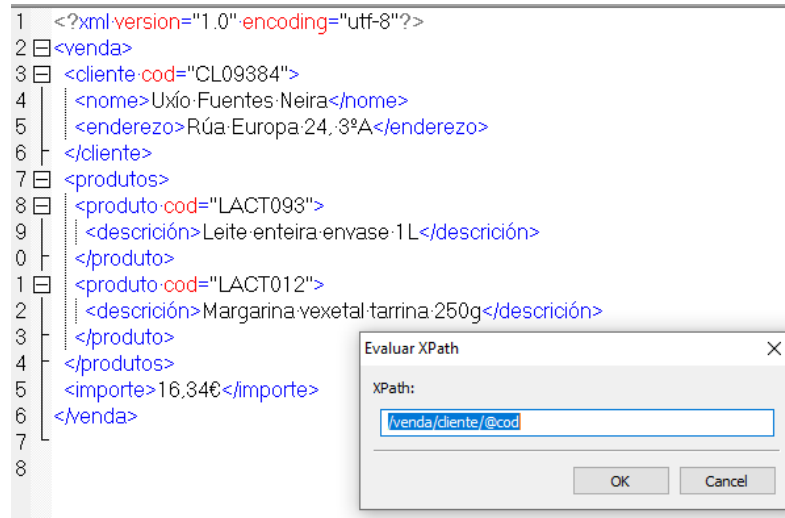 1 <?xml version="1.0" encoding="utf-8"?>
2 <venda>
3 <cliente cod="CL09384">
4 <nome>Uxío Fuentes Neira</nome>
5 <enderezo>Rúa Europa 24, 3ºA</enderezo>
6 </cliente>
7 <produtos>
8 <produto cod="LACT093">
9 <descrición>Leite enteira envase 1L</descrición>
0 </produto>
1 <produto cod="LACT012">
2 <descrición>Margarina vexetal tarrina 250g</descrición>
3 </produto>
4 </produtos>
5 <importe>16,34€</importe>
6 </venda>
7
8
Evaluar XPath
XPath:
/venda/cliente/@cod
OK Cancel